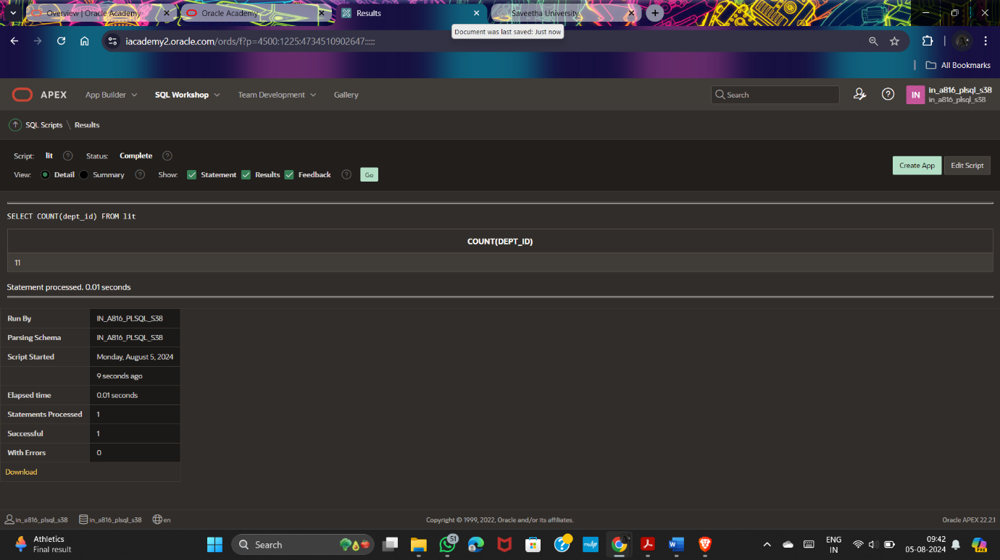 Overview | Oracle Academy
Oracle Academy
Results
Saveetha University
Document was last saved: Just now
iacademy2.oracle.com/ords/f?p=4500:1225:4734510902647:::::
All Bookmarks
APEX
App Builder
SQL Workshop
Team Development
Gallery
Search
IN
in_a816_plsql_s38
in_a816_plsql_s38
SQL Scripts \ Results
Script: lit Status: Complete
View: Detail Summary Show: Statement Results Feedback Go
Create App
Edit Script
SELECT COUNT(dept_id) FROM lit
COUNT(DEPT_ID)
11
Statement processed. 0.01 seconds
Run By IN_A816_PLSQL_S38
Parsing Schema IN_A816_PLSQL_S38
Script Started Monday, August 5, 2024
9 seconds ago
Elapsed time 0.01 seconds
Statements Processed 1
Successful 1
With Errors 0
Download
in_a816_plsql_s38 in_a816_plsql_s38 en
Copyright © 1999, 2022, Oracle and/or its affiliates.
Oracle APEX 22.2.1
Athletics
Final result
Search
51
myhp
ENG
IN
09:42
05-08-2024
PRE